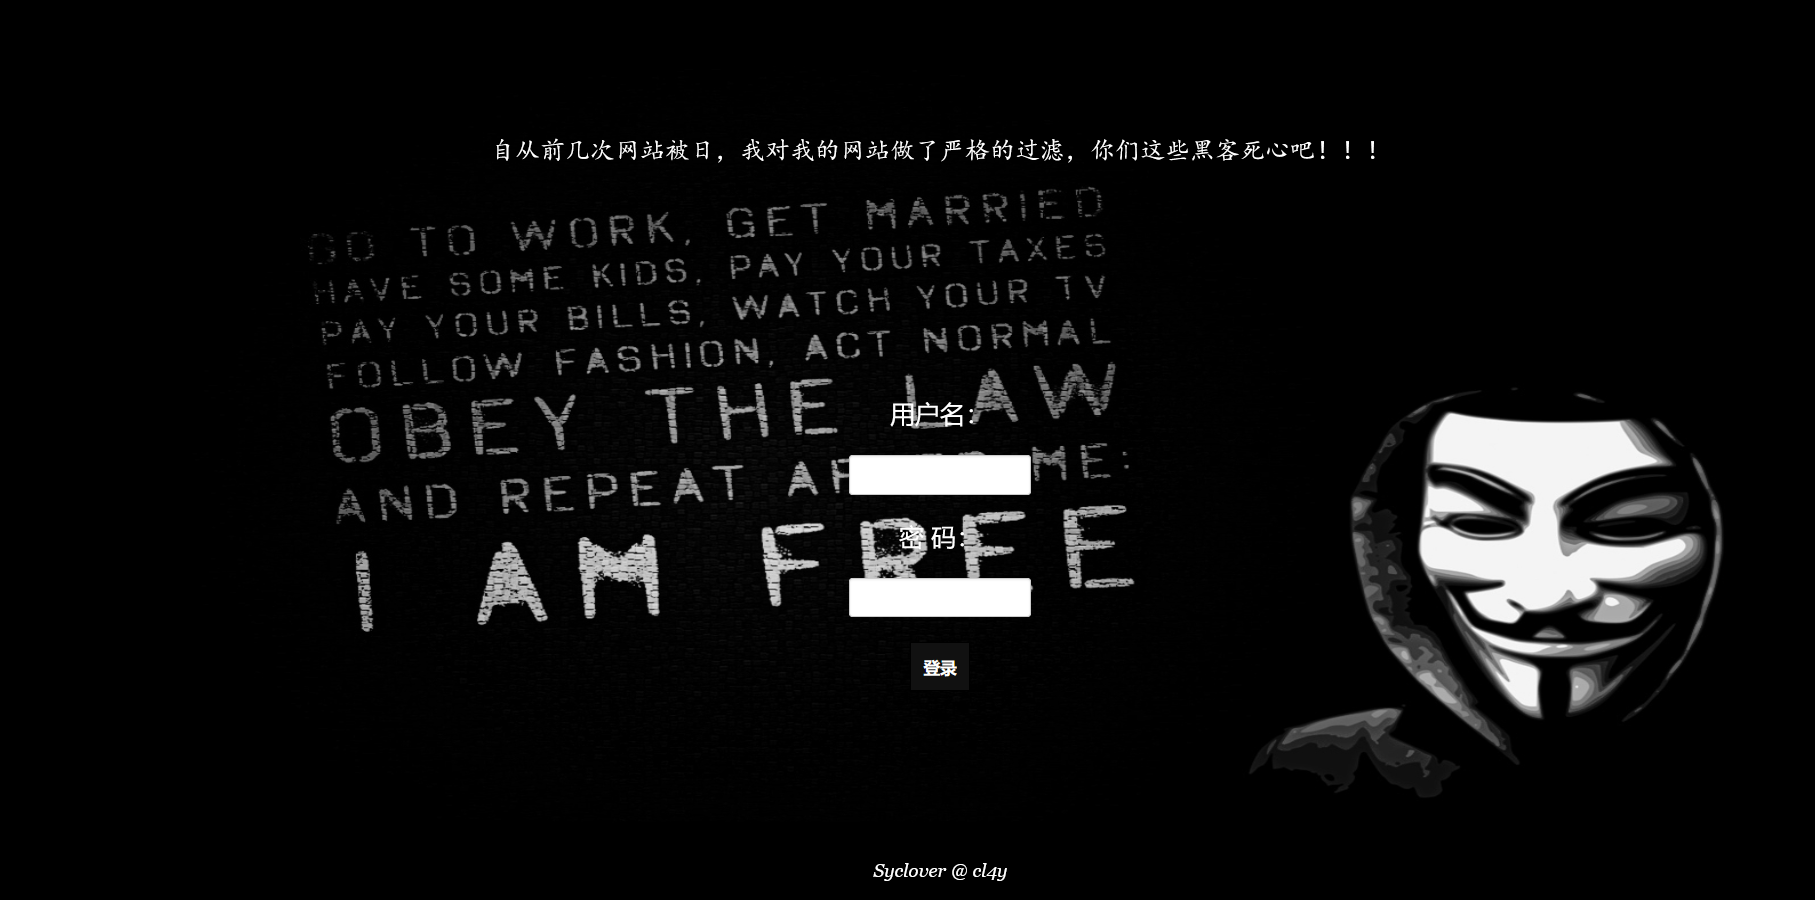 自从前几次网站被日，我对我的网站做了严格的过滤，你们这些黑客死心吧！！！
GO TO WORK, GET MARRIED
HAVE SOME KIDS, PAY YOUR TAXES
PAY YOUR BILLS, WATCH YOUR TV
FOLLOW FASHION, ACT NORMAL
OBEY THE LAW
用户名：
AND REPEAT AFTER ME:
密 码：
I AM FREE
登录
Syclover @ cl4y